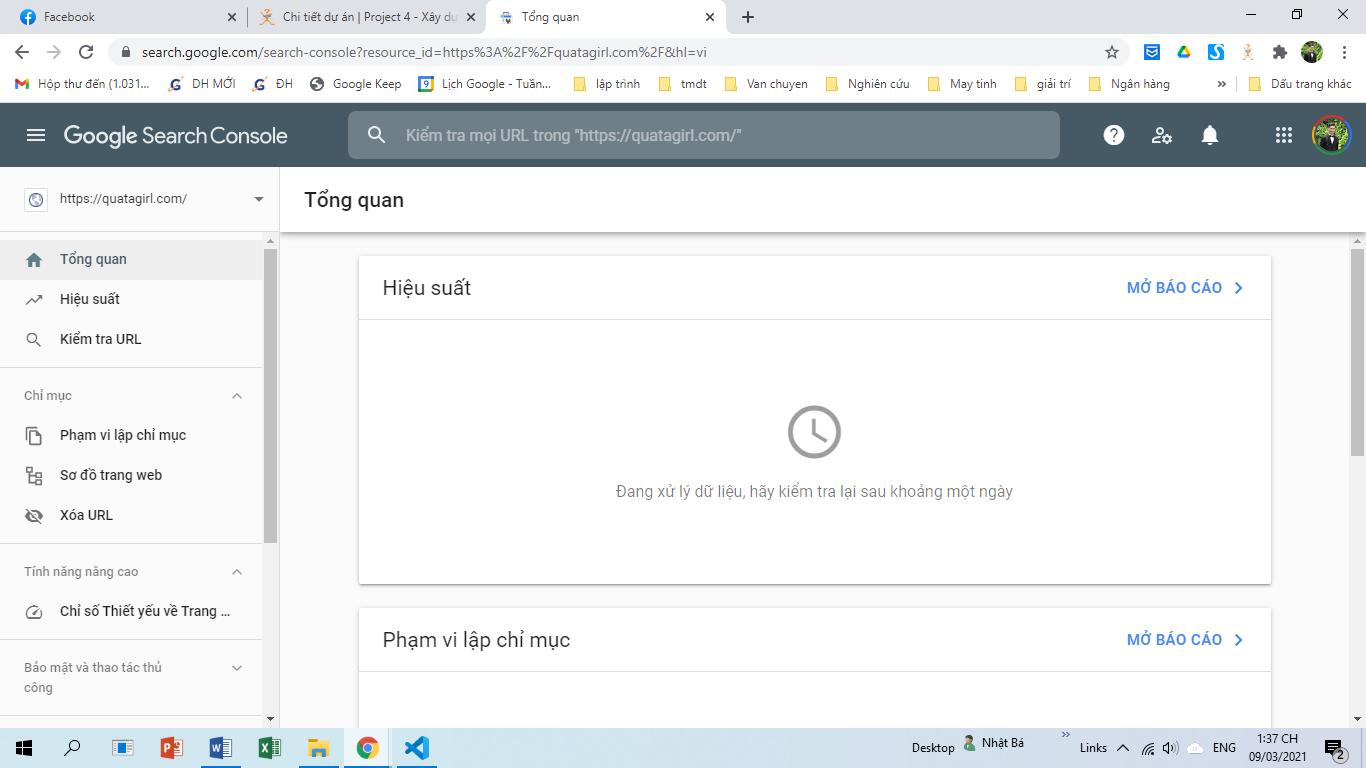 Facebook
Chi tiết dự án | Project 4 - Xây dự
Tổng quan
search.google.com/search-console?resource_id=https%3A%2F%2Fquatagirl.com%2F&hl=vi
Hộp thư đến (1.031...
DH MỚI
ĐH
Google Keep
9
Lịch Google - Tuần...
lập trình
tmdt
Van chuyen
Nghiên cứu
May tinh
giải trí
Ngân hàng
»
Dấu trang khác
Google Search Console
Kiểm tra mọi URL trong "https://quatagirl.com/"
https://quatagirl.com/
Tổng quan
Tổng quan
Hiệu suất
Kiểm tra URL
Chỉ mục
Phạm vi lập chỉ mục
Sơ đồ trang web
Xóa URL
Tính năng nâng cao
Chỉ số Thiết yếu về Trang ...
Bảo mật và thao tác thủ
công
Hiệu suất
MỞ BÁO CÁO
Đang xử lý dữ liệu, hãy kiểm tra lại sau khoảng một ngày
Phạm vi lập chỉ mục
MỞ BÁO CÁO
Desktop
Nhật Bá
»
Links
ENG
1:37 CH
09/03/2021
2